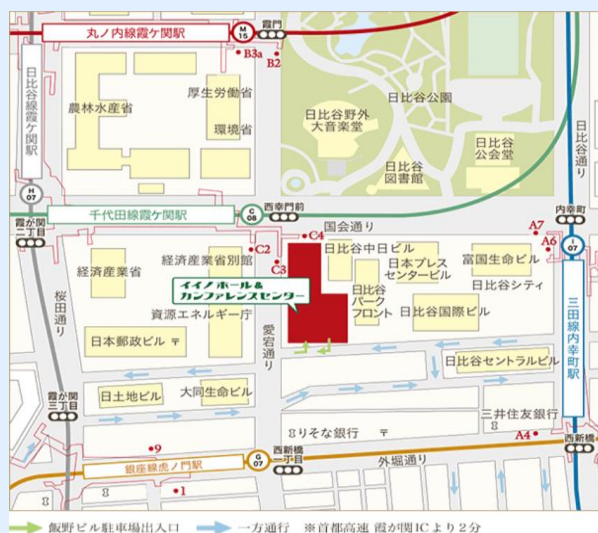 丸ノ内線霞ケ関駅
M
15
霞門
B3a
B2
日比谷線霞ケ関駅
農林水産省
厚生労働省
環境省
日比谷公園
日比谷野外
大音楽堂
日比谷
図書館
日比谷
公会堂
日比谷通り
H
07
千代田線霞ケ関駅
C
08
西幸門前
内幸町
霞が関
二丁目
国会通り
A7
A6
I
07
C2
C4
C3
経済産業省
経済産業省別館
日比谷中日ビル
日本プレス
センタービル
富国生命ビル
日比谷シティ
イイノホール&
カンファレンスセンター
日比谷
パーク
フロント
日比谷国際ビル
桜田通り
資源エネルギー庁
愛宕通り
日本郵政ビル 〒
三田線内幸町駅
日比谷セントラルビル
霞が関
三丁目
日土地ビル
大同生命ビル
三井住友銀行
りそな銀行
〒
A4
9
銀座線虎ノ門駅
G
07
西新橋
一丁目
外堀通り
西新橋
1
飯野ビル駐車場出入口
一方通行
※首都高速 霞が関ICより2分